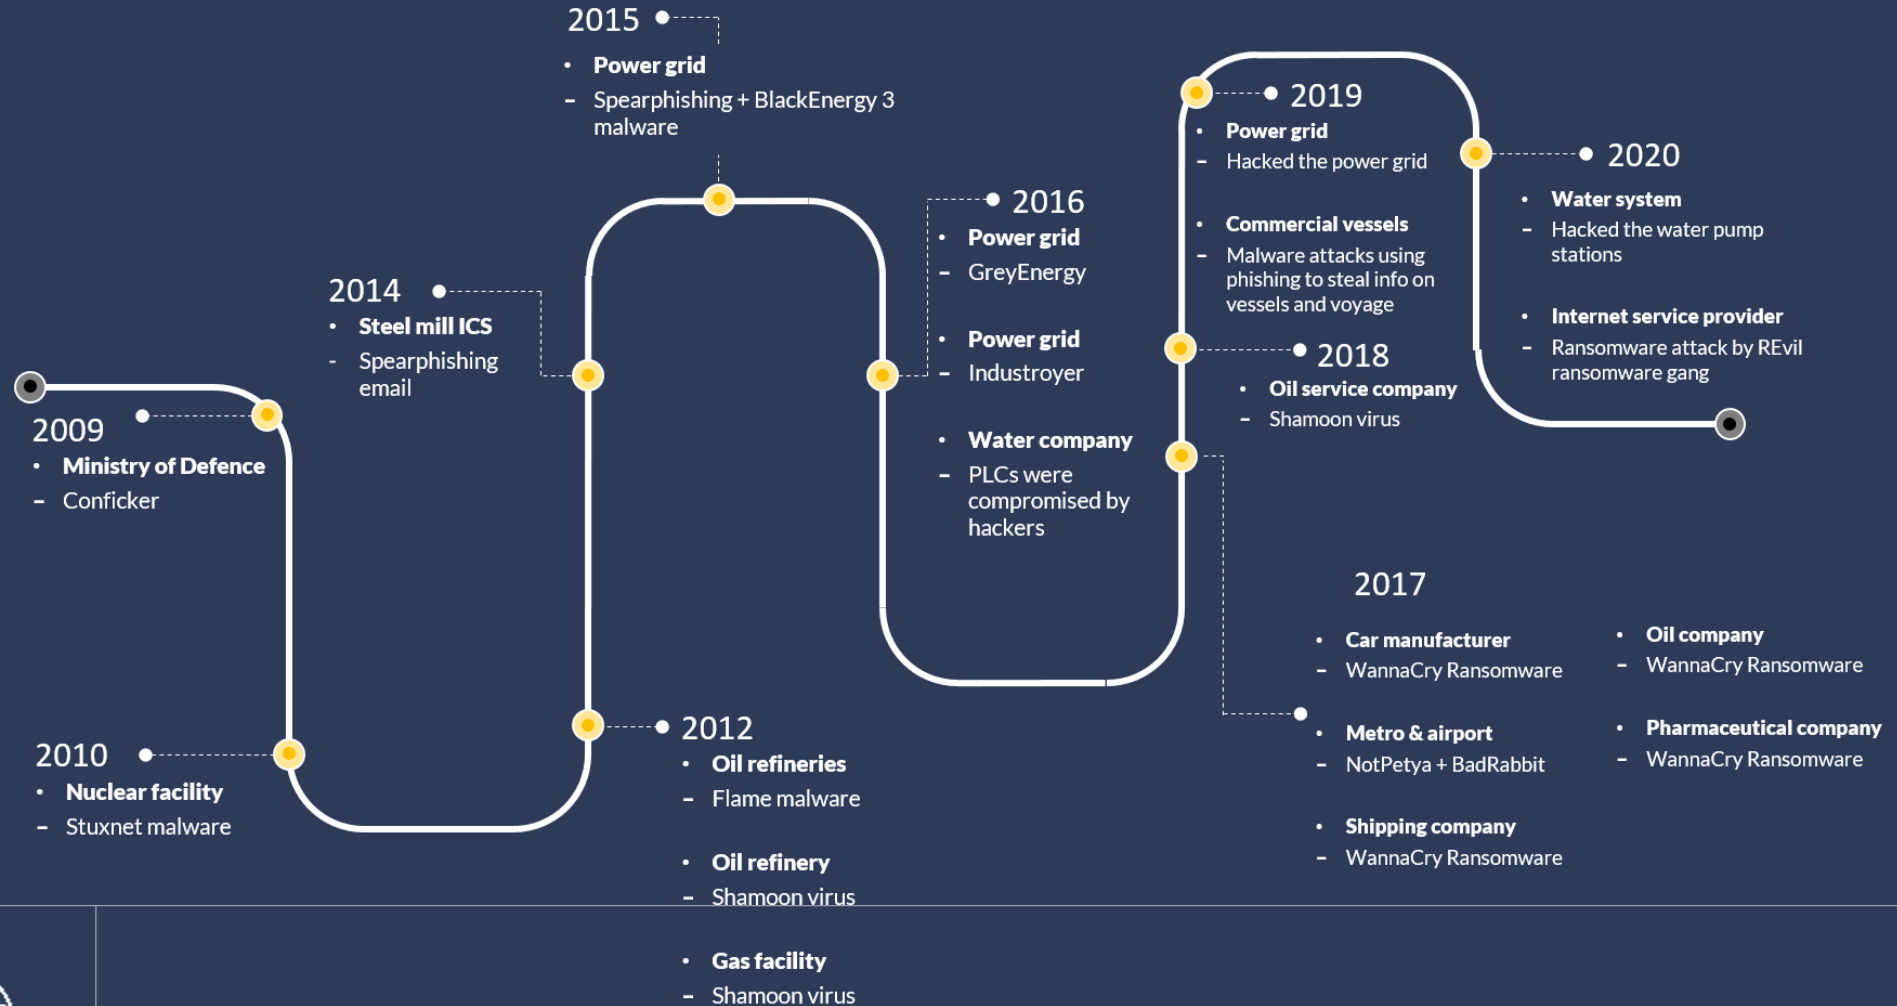 2009
• Ministry of Defence
– Conficker
2010
• Nuclear facility
– Stuxnet malware
2012
• Oil refineries
– Flame malware
• Oil refinery
– Shamoon virus
• Gas facility
– Shamoon virus
2014
• Steel mill ICS
- Spearphishing
email
2015
• Power grid
– Spearphishing + BlackEnergy 3
malware
2016
• Power grid
– GreyEnergy
• Power grid
– Industroyer
• Water company
– PLCs were
compromised by
hackers
2017
• Car manufacturer
– WannaCry Ransomware
• Metro & airport
– NotPetya + BadRabbit
• Shipping company
– WannaCry Ransomware
• Oil company
– WannaCry Ransomware
• Pharmaceutical company
– WannaCry Ransomware
2018
• Oil service company
– Shamoon virus
2019
• Power grid
– Hacked the power grid
• Commercial vessels
– Malware attacks using
phishing to steal info on
vessels and voyage
2020
• Water system
– Hacked the water pump
stations
• Internet service provider
– Ransomware attack by REvil
ransomware gang